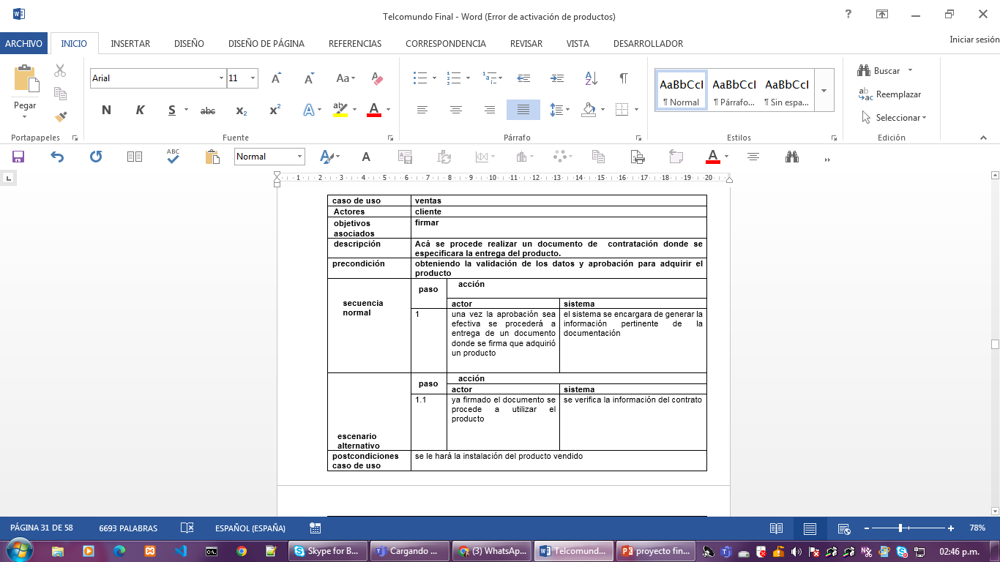 Telcomundo Final - Word (Error de activación de productos)
?
ARCHIVO INICIO INSERTAR DISEÑO DISEÑO DE PÁGINA REFERENCIAS CORRESPONDENCIA REVISAR VISTA DESARROLLADOR Iniciar sesión
Pegar
Arial 11
Aa
N K S abc x₂ x² A ab A
AaBbCcI AaBbCcI AaBbCcI
¶ Normal ¶ Párrafo... ¶ Sin espa...
Buscar
Reemplazar
Seleccionar
Portapapeles Fuente Párrafo Estilos Edición
ABC Normal A A A
1 2 3 4 5 6 7 8 9 10 11 12 13 14 15 16 17 18 19 20
caso de uso ventas
Actores cliente
objetivos asociados firmar
descripción Acá se procede realizar un documento de contratación donde se
especificara la entrega del producto.
precondición obteniendo la validación de los datos y aprobación para adquirir el
producto
secuencia
normal
paso acción
actor sistema
1 una vez la aprobación sea
efectiva se procederá a
entrega de un documento
donde se firma que adquirió
un producto
el sistema se encargara de generar la
información pertinente de la
documentación
escenario
alternativo
paso acción
actor sistema
1.1 ya firmado el documento se
procede a utilizar el
producto
se verifica la información del contrato
postcondiciones
caso de uso
se le hará la instalación del producto vendido
PÁGINA 31 DE 58 6693 PALABRAS ESPAÑOL (ESPAÑA) 78%
Skype for B... Cargando ... (3) WhatsAp... Telcomund... proyecto fin... 02:46 p.m.